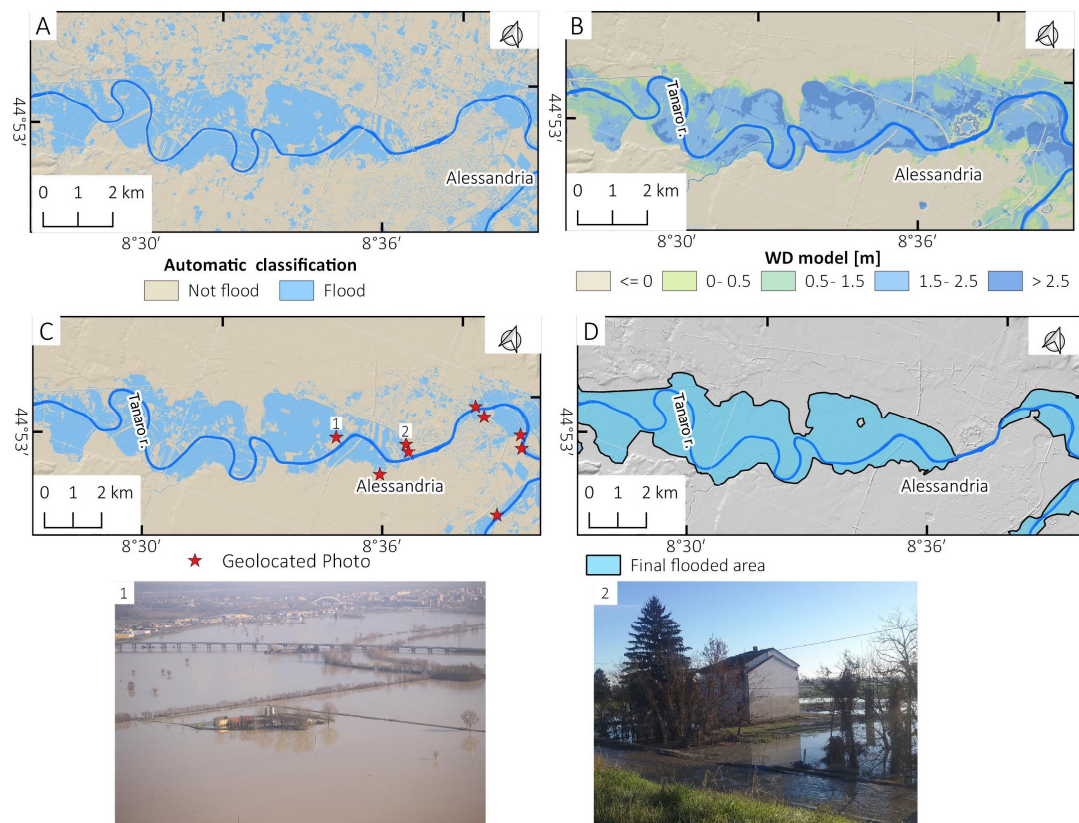 A
44°53′
Alessandria
0 1 2 km
8°30′ 8°36′
Automatic classification
Not flood Flood
B
Tanaro r.
44°53′
Alessandria
0 1 2 km
8°30′ 8°36′
WD model [m]
<= 0 0- 0.5 0.5- 1.5 1.5- 2.5 > 2.5
C
Tanaro r.
44°53′
1
2
Alessandria
0 1 2 km
8°30′ 8°36′
Geolocated Photo
D
Tanaro r.
44°53′
Alessandria
0 1 2 km
8°30′ 8°36′
Final flooded area
1
2